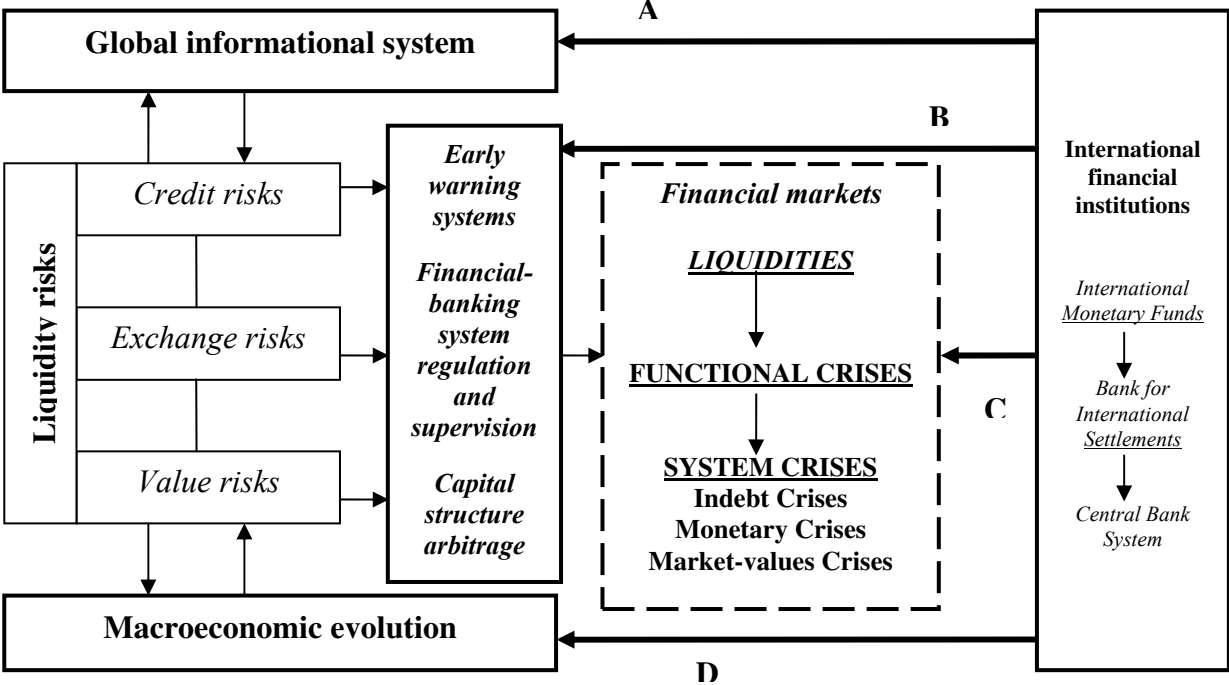 A
Global informational system
B
Liquidity risks
Credit risks
Exchange risks
Value risks
Early
warning
systems
Financial-
banking
system
regulation
and
supervision
Capital
structure
arbitrage
Financial markets
LIQUIDITIES
FUNCTIONAL CRISES
SYSTEM CRISES
Indebt Crises
Monetary Crises
Market-values Crises
C
International
financial
institutions
International
Monetary Funds
Bank for
International
Settlements
Central Bank
System
Macroeconomic evolution
D